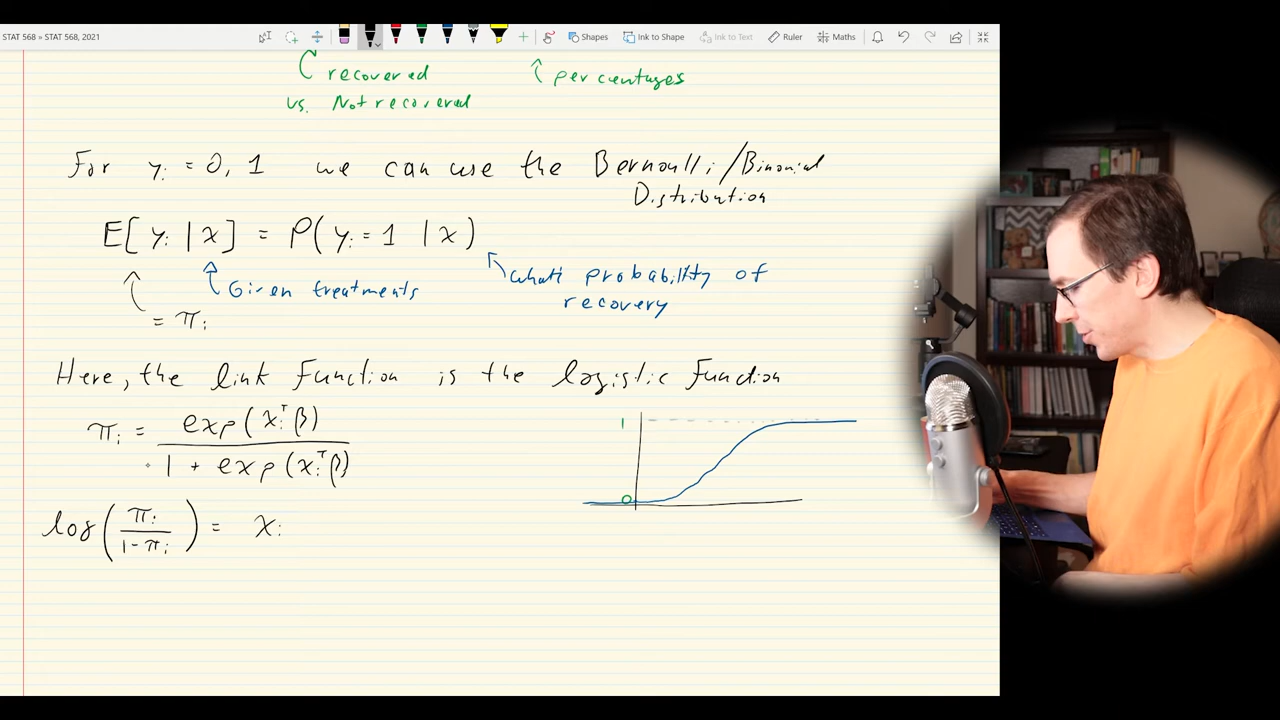 STAT 568 » STAT 568, 2021
Shapes Ink to Shape Ink to Text Ruler Maths
recovered
vs. Not recovered
percentages
For yᵢ = 0, 1 we can use the Bernoulli/Binomial
Distribution
E[yᵢ | x] = P(yᵢ = 1 | x)
Given treatments
what probability of
recovery
= πᵢ
Here, the link Function is the logistic function
πᵢ = exp(xᵢᵀβ)
1 + exp(xᵢᵀβ)
1
0
log(πᵢ / 1-πᵢ) = xᵢ